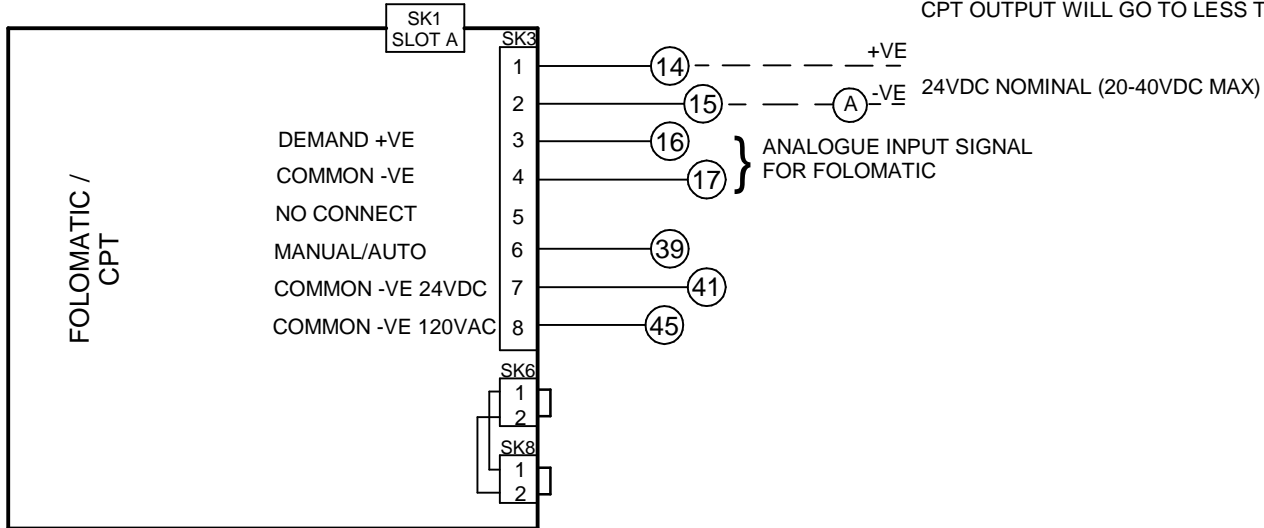 CPT OUTPUT WILL GO TO LESS T
SK1
SLOT A
SK3
1 14 +VE
2 15 A -VE 24VDC NOMINAL (20-40VDC MAX)
DEMAND +VE 3 16
COMMON -VE 4 17
} ANALOGUE INPUT SIGNAL
FOR FOLOMATIC
NO CONNECT 5
MANUAL/AUTO 6 39
COMMON -VE 24VDC 7 41
COMMON -VE 120VAC 8 45
FOLOMATIC /
CPT
SK6
1
2
SK8
1
2